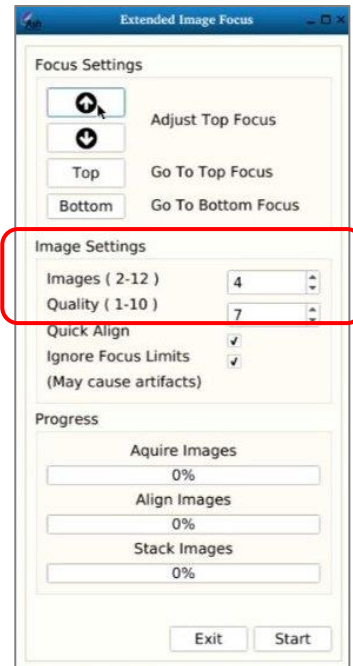 Extended Image Focus
Focus Settings
Adjust Top Focus
Top Go To Top Focus
Bottom Go To Bottom Focus
Image Settings
Images ( 2-12 ) 4
Quality ( 1-10 ) 7
Quick Align
Ignore Focus Limits
(May cause artifacts)
Progress
Aquire Images
0%
Align Images
0%
Stack Images
0%
Exit Start